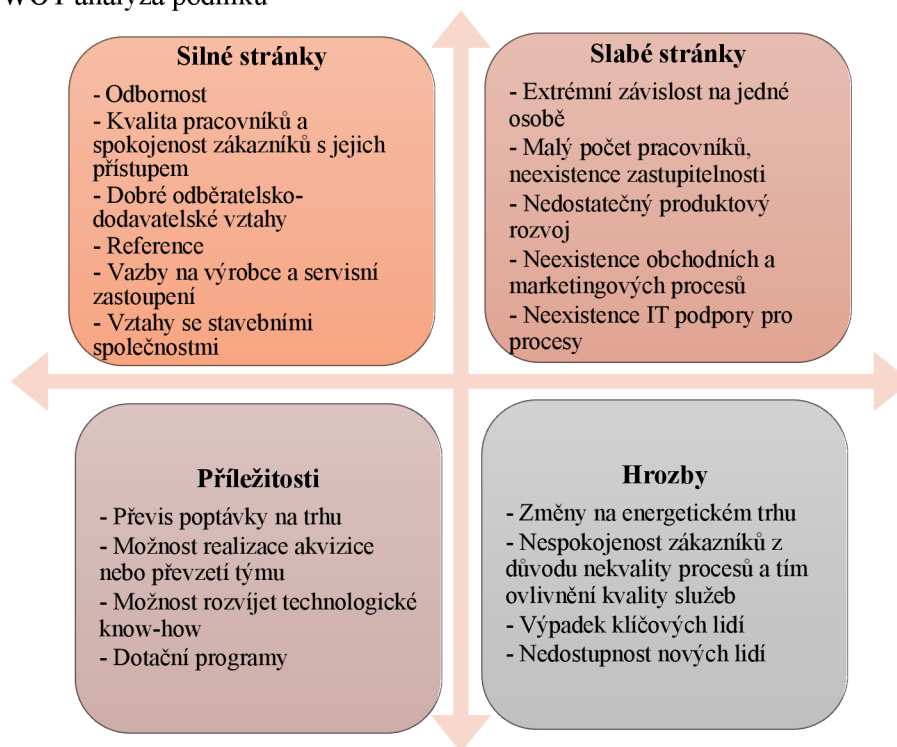 WOT analýza podniku
Silné stránky
- Odbornost
- Kvalita pracovníků a
spokojenost zákazníků s jejich
přístupem
- Dobré odběratelsko-
dodavatelské vztahy
- Reference
- Vazby na výrobce a servisní
zastoupení
- Vztahy se stavebními
společnostmi
Slabé stránky
- Extrémní závislost na jedné
osobě
- Malý počet pracovníků,
neexistence zastupitelnosti
- Nedostatečný produktový
rozvoj
- Neexistence obchodních a
marketingových procesů
- Neexistence IT podpory pro
procesy
Příležitosti
- Převis poptávky na trhu
- Možnost realizace akvizice
nebo převzetí týmu
- Možnost rozvíjet technologické
know-how
- Dotační programy
Hrozby
- Změny na energetickém trhu
- Nespokojenost zákazníků z
důvodu nekvality procesů a tím
ovlivnění kvality služeb
- Výpadek klíčových lidí
- Nedostupnost nových lidí